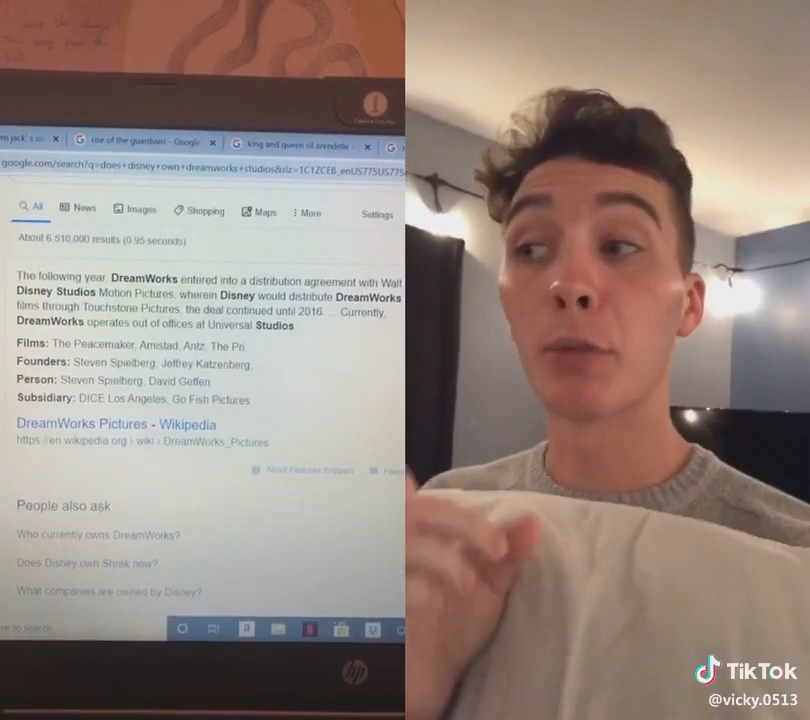 rise of the guardians - Google
king and queen of arendelle -
google.com/search?q=does+disney+own+dreamworks+studios&rlz=1C1ZCEB_enUS775US775
All News Images Shopping Maps More Settings
About 6,510,000 results (0.95 seconds)
The following year, DreamWorks entered into a distribution agreement with Walt
Disney Studios Motion Pictures, wherein Disney would distribute DreamWorks
films through Touchstone Pictures, the deal continued until 2016. ... Currently,
DreamWorks operates out of offices at Universal Studios
Films: The Peacemaker, Amistad, Antz, The Pri
Founders: Steven Spielberg, Jeffrey Katzenberg,
Person: Steven Spielberg, David Geffen
Subsidiary: DICE Los Angeles, Go Fish Pictures
DreamWorks Pictures - Wikipedia
https://en.wikipedia.org › wiki › DreamWorks_Pictures
About Featured Snippets
People also ask
Who currently owns DreamWorks?
Does Disney own Shrek now?
What companies are owned by Disney?
re to search
hp
TikTok
@vicky.0513